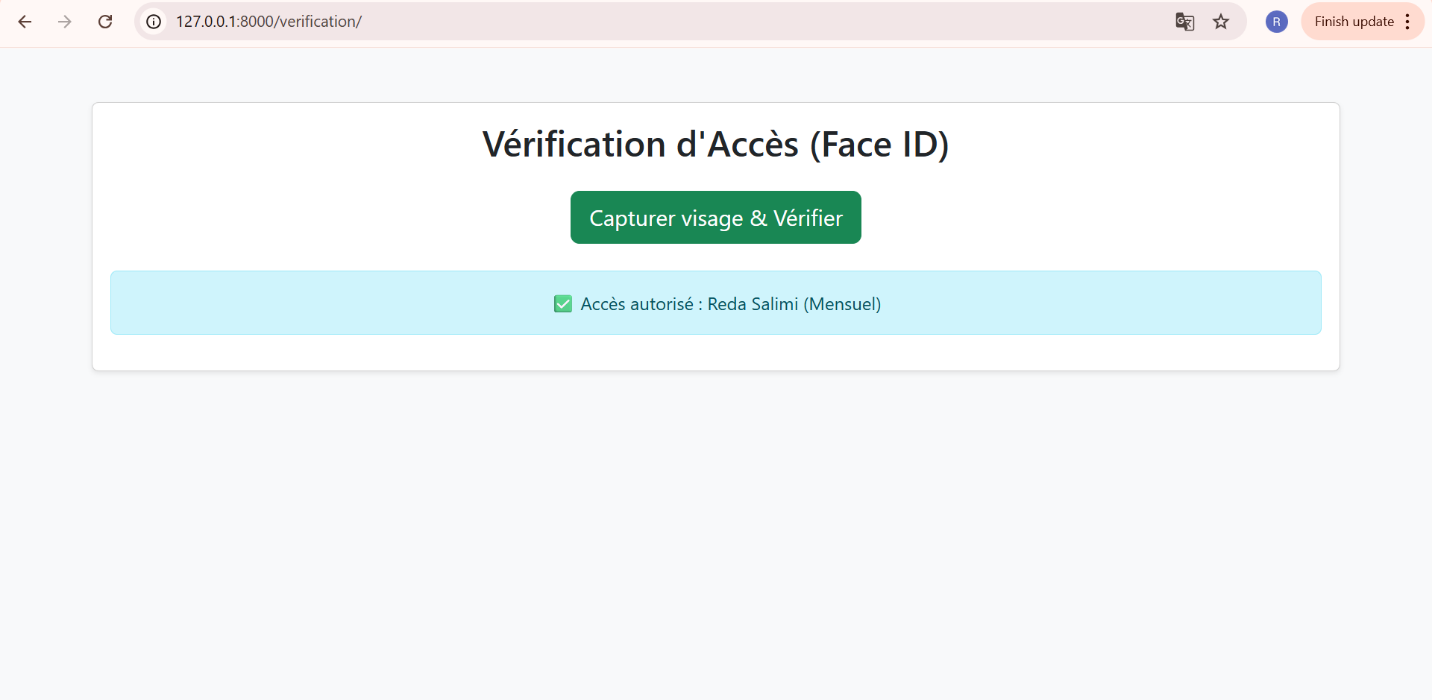 127.0.0.1:8000/verification/
R
Finish update
Vérification d'Accès (Face ID)
Capturer visage & Vérifier
✅ Accès autorisé : Reda Salimi (Mensuel)